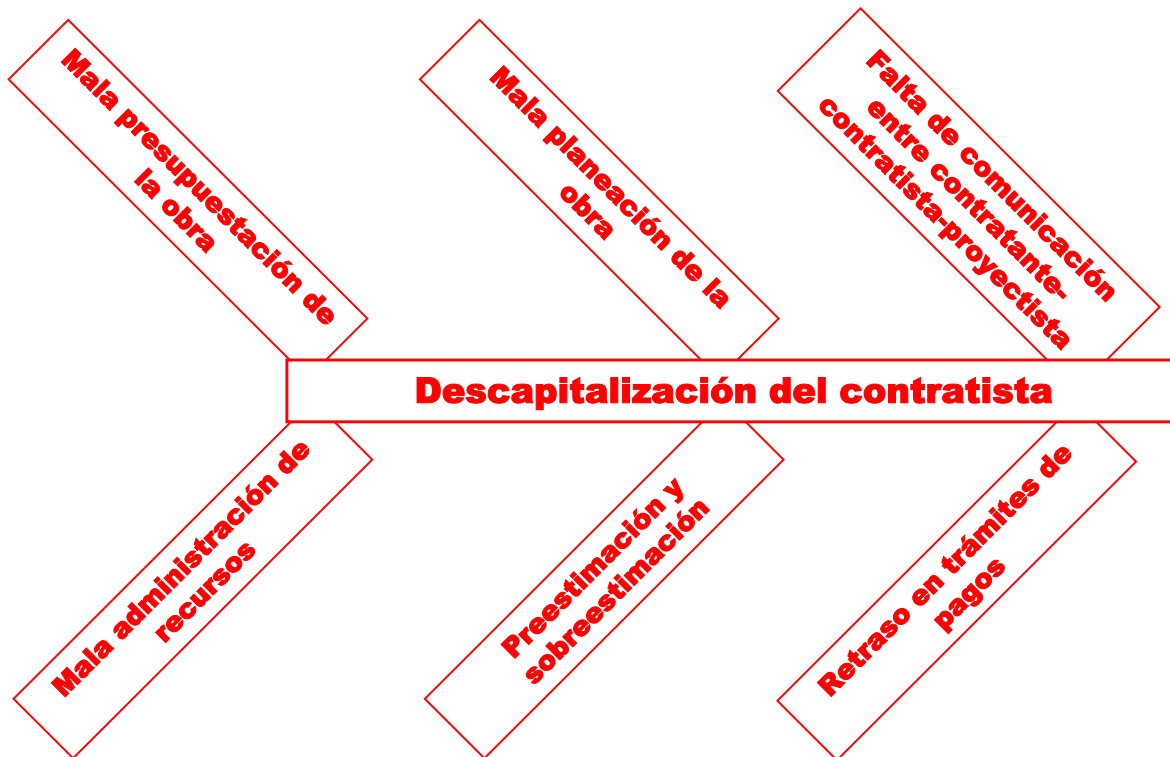 Mala presupuestación de
la obra
Mala planeación de la
obra
Falta de comunicación
entre contratante-
contratista-proyectista
Descapitalización del contratista
Mala administración de
recursos
Preestimación y
sobreestimación
Retraso en trámites de
pagos